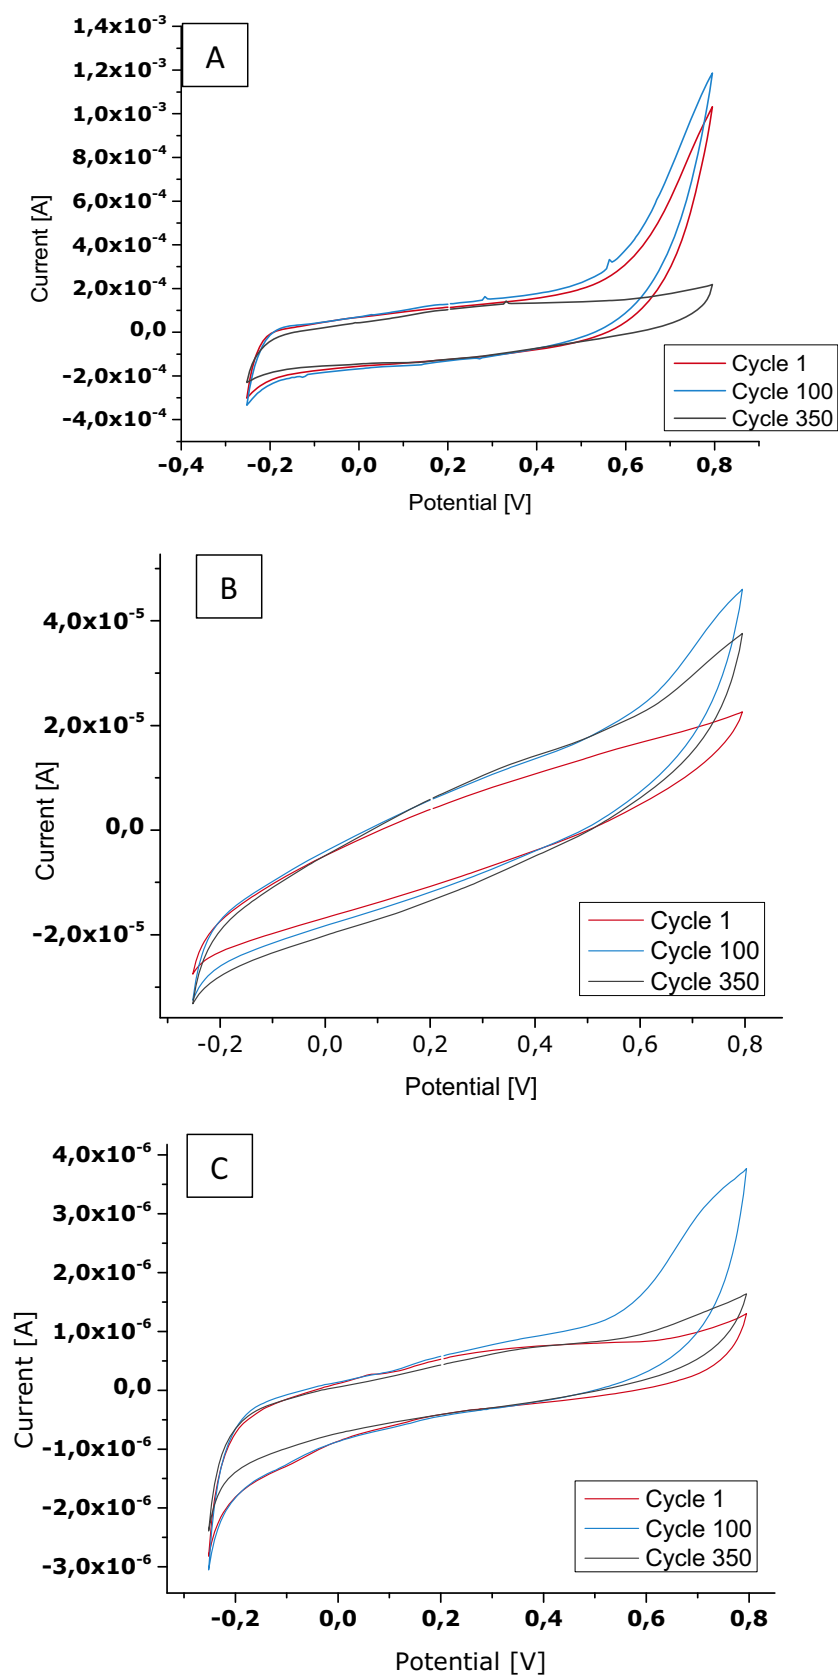 A
1,4x10⁻³
1,2x10⁻³
1,0x10⁻³
8,0x10⁻⁴
6,0x10⁻⁴
4,0x10⁻⁴
2,0x10⁻⁴
0,0
-2,0x10⁻⁴
-4,0x10⁻⁴
Current [A]
Cycle 1
Cycle 100
Cycle 350
-0,4 -0,2 0,0 0,2 0,4 0,6 0,8
Potential [V]
B
4,0x10⁻⁵
2,0x10⁻⁵
0,0
-2,0x10⁻⁵
Current [A]
Cycle 1
Cycle 100
Cycle 350
-0,2 0,0 0,2 0,4 0,6 0,8
Potential [V]
C
4,0x10⁻⁶
3,0x10⁻⁶
2,0x10⁻⁶
1,0x10⁻⁶
0,0
-1,0x10⁻⁶
-2,0x10⁻⁶
-3,0x10⁻⁶
Current [A]
Cycle 1
Cycle 100
Cycle 350
-0,2 0,0 0,2 0,4 0,6 0,8
Potential [V]